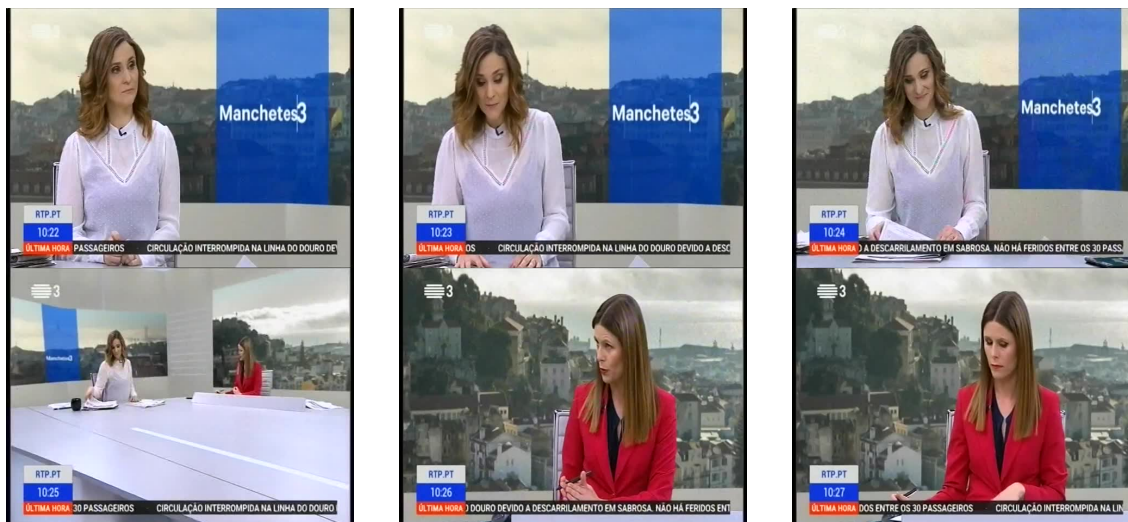 Manchetes3
RTP.PT
10:22
ÚLTIMA HORA PASSAGEIROS CIRCULAÇÃO INTERROMPIDA NA LINHA DO DOURO DEV
Manchetes3
RTP.PT
10:23
ÚLTIMA HORA OS CIRCULAÇÃO INTERROMPIDA NA LINHA DO DOURO DEVIDO A DESC
Manchetes3
RTP.PT
10:24
ÚLTIMA HORA O A DESCARRILAMENTO EM SABROSA. NÃO HÁ FERIDOS ENTRE OS 30 PASS
3
Manchetes3
RTP.PT
10:25
ÚLTIMA HORA 30 PASSAGEIROS CIRCULAÇÃO INTERROMPIDA NA LINHA DO DOURO
3
RTP.PT
10:26
ÚLTIMA HORA O DOURO DEVIDO A DESCARRILAMENTO EM SABROSA. NÃO HÁ FERIDOS ENT
3
RTP.PT
10:27
ÚLTIMA HORA DOS ENTRE OS 30 PASSAGEIROS CIRCULAÇÃO INTERROMPIDA NA LIN